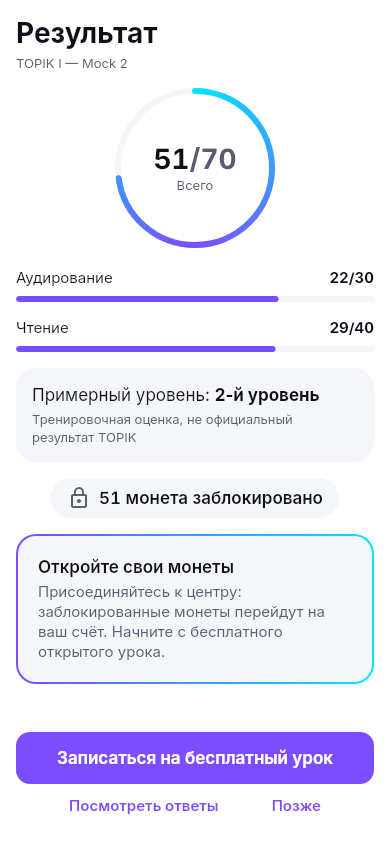 Результат
TOPIK I — Mock 2
51/70
Всего
Аудирование 22/30
Чтение 29/40
Примерный уровень: 2-й уровень
Тренировочная оценка, не официальный
результат TOPIK
51 монета заблокировано
Откройте свои монеты
Присоединяйтесь к центру:
заблокированные монеты перейдут на
ваш счёт. Начните с бесплатного
открытого урока.
Записаться на бесплатный урок
Посмотреть ответы Позже